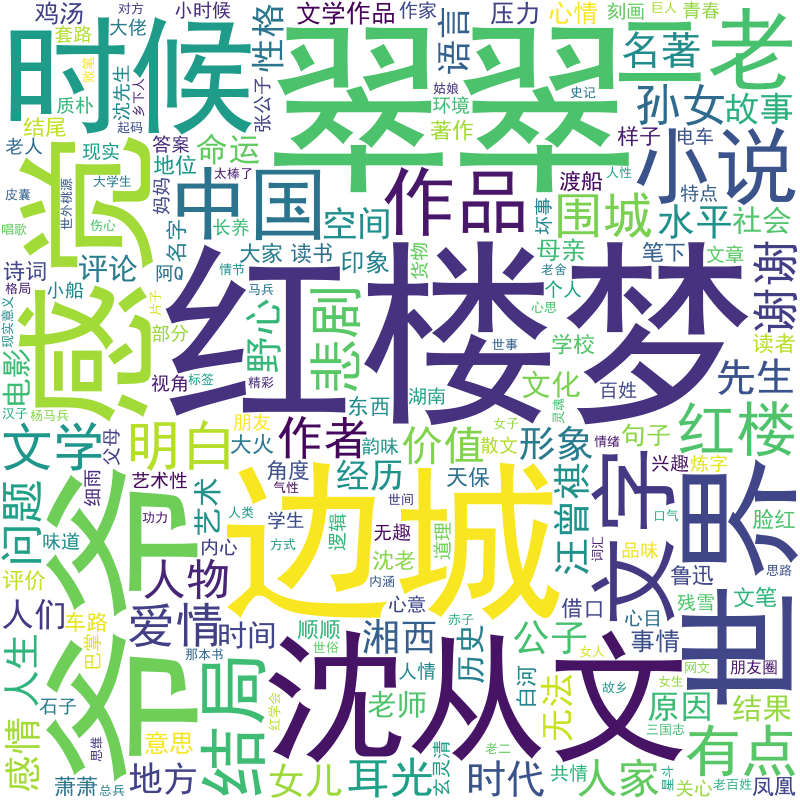 鸡汤
对方
小时候
文学作品
作家
压力
心情
刻画
巨人
青春
套路
大佬
败笔
性格
语言
时候
翠翠
二老
沈先生
乡下人
张公子
姑娘
环境
史记
孙女
故事
质朴
结尾
起码
答案
地位
命运
著作
样子
电车
老人
现实
太棒了
作品
渡船
人性
小说
特点
皮囊
世外桃源
大学生
妈妈
中国
空间
围城
水平
社会
感觉
唱歌
伤心
阿名字
长养
大家
读书
母亲
坏事
笔下
文章
诗词
评论
印象
货物
格局
小船
情节
马兵
红楼梦
老舍
个人
谢谢
现实意义
电影
片子
部分
野心
悲剧
心思
学校
读者
视角
标签
精彩
世事
汉子
杨马兵
朋友
东西
湖南
文化
百姓
先生
灵魂
女子
文学
父母
明白
大火
作者
韵味
价值
散文
形象
情绪
句子
红楼
细雨
艺术性
角度
经历
天保
兴趣
炼字
问题
爷爷
艺术
气性
边城
世间
汪曾祺
文字
世界
脸红
味道
功力
人类
学生
逻辑
无趣
道理
词汇
口气
评价
内心
方式
沈老
内涵
品味
思路
人物
鲁迅
人们
车路
巴掌
爱情
时间
心意
借口
心目
残雪
文笔
那本书
顺顺
世俗
湘西
赤子
历史
公子
女人
事情
人生
石子
结局
沈从文
人情
白河
网文
朋友圈
感情
思维
意思
红学会
老师
无法
故乡
女生
原因
结果
三国志
有点
萧萧
总兵
地方
女儿
耳光
玄灵清
时代
老二
共情
人家
星斗
关心
老百姓
凤凰